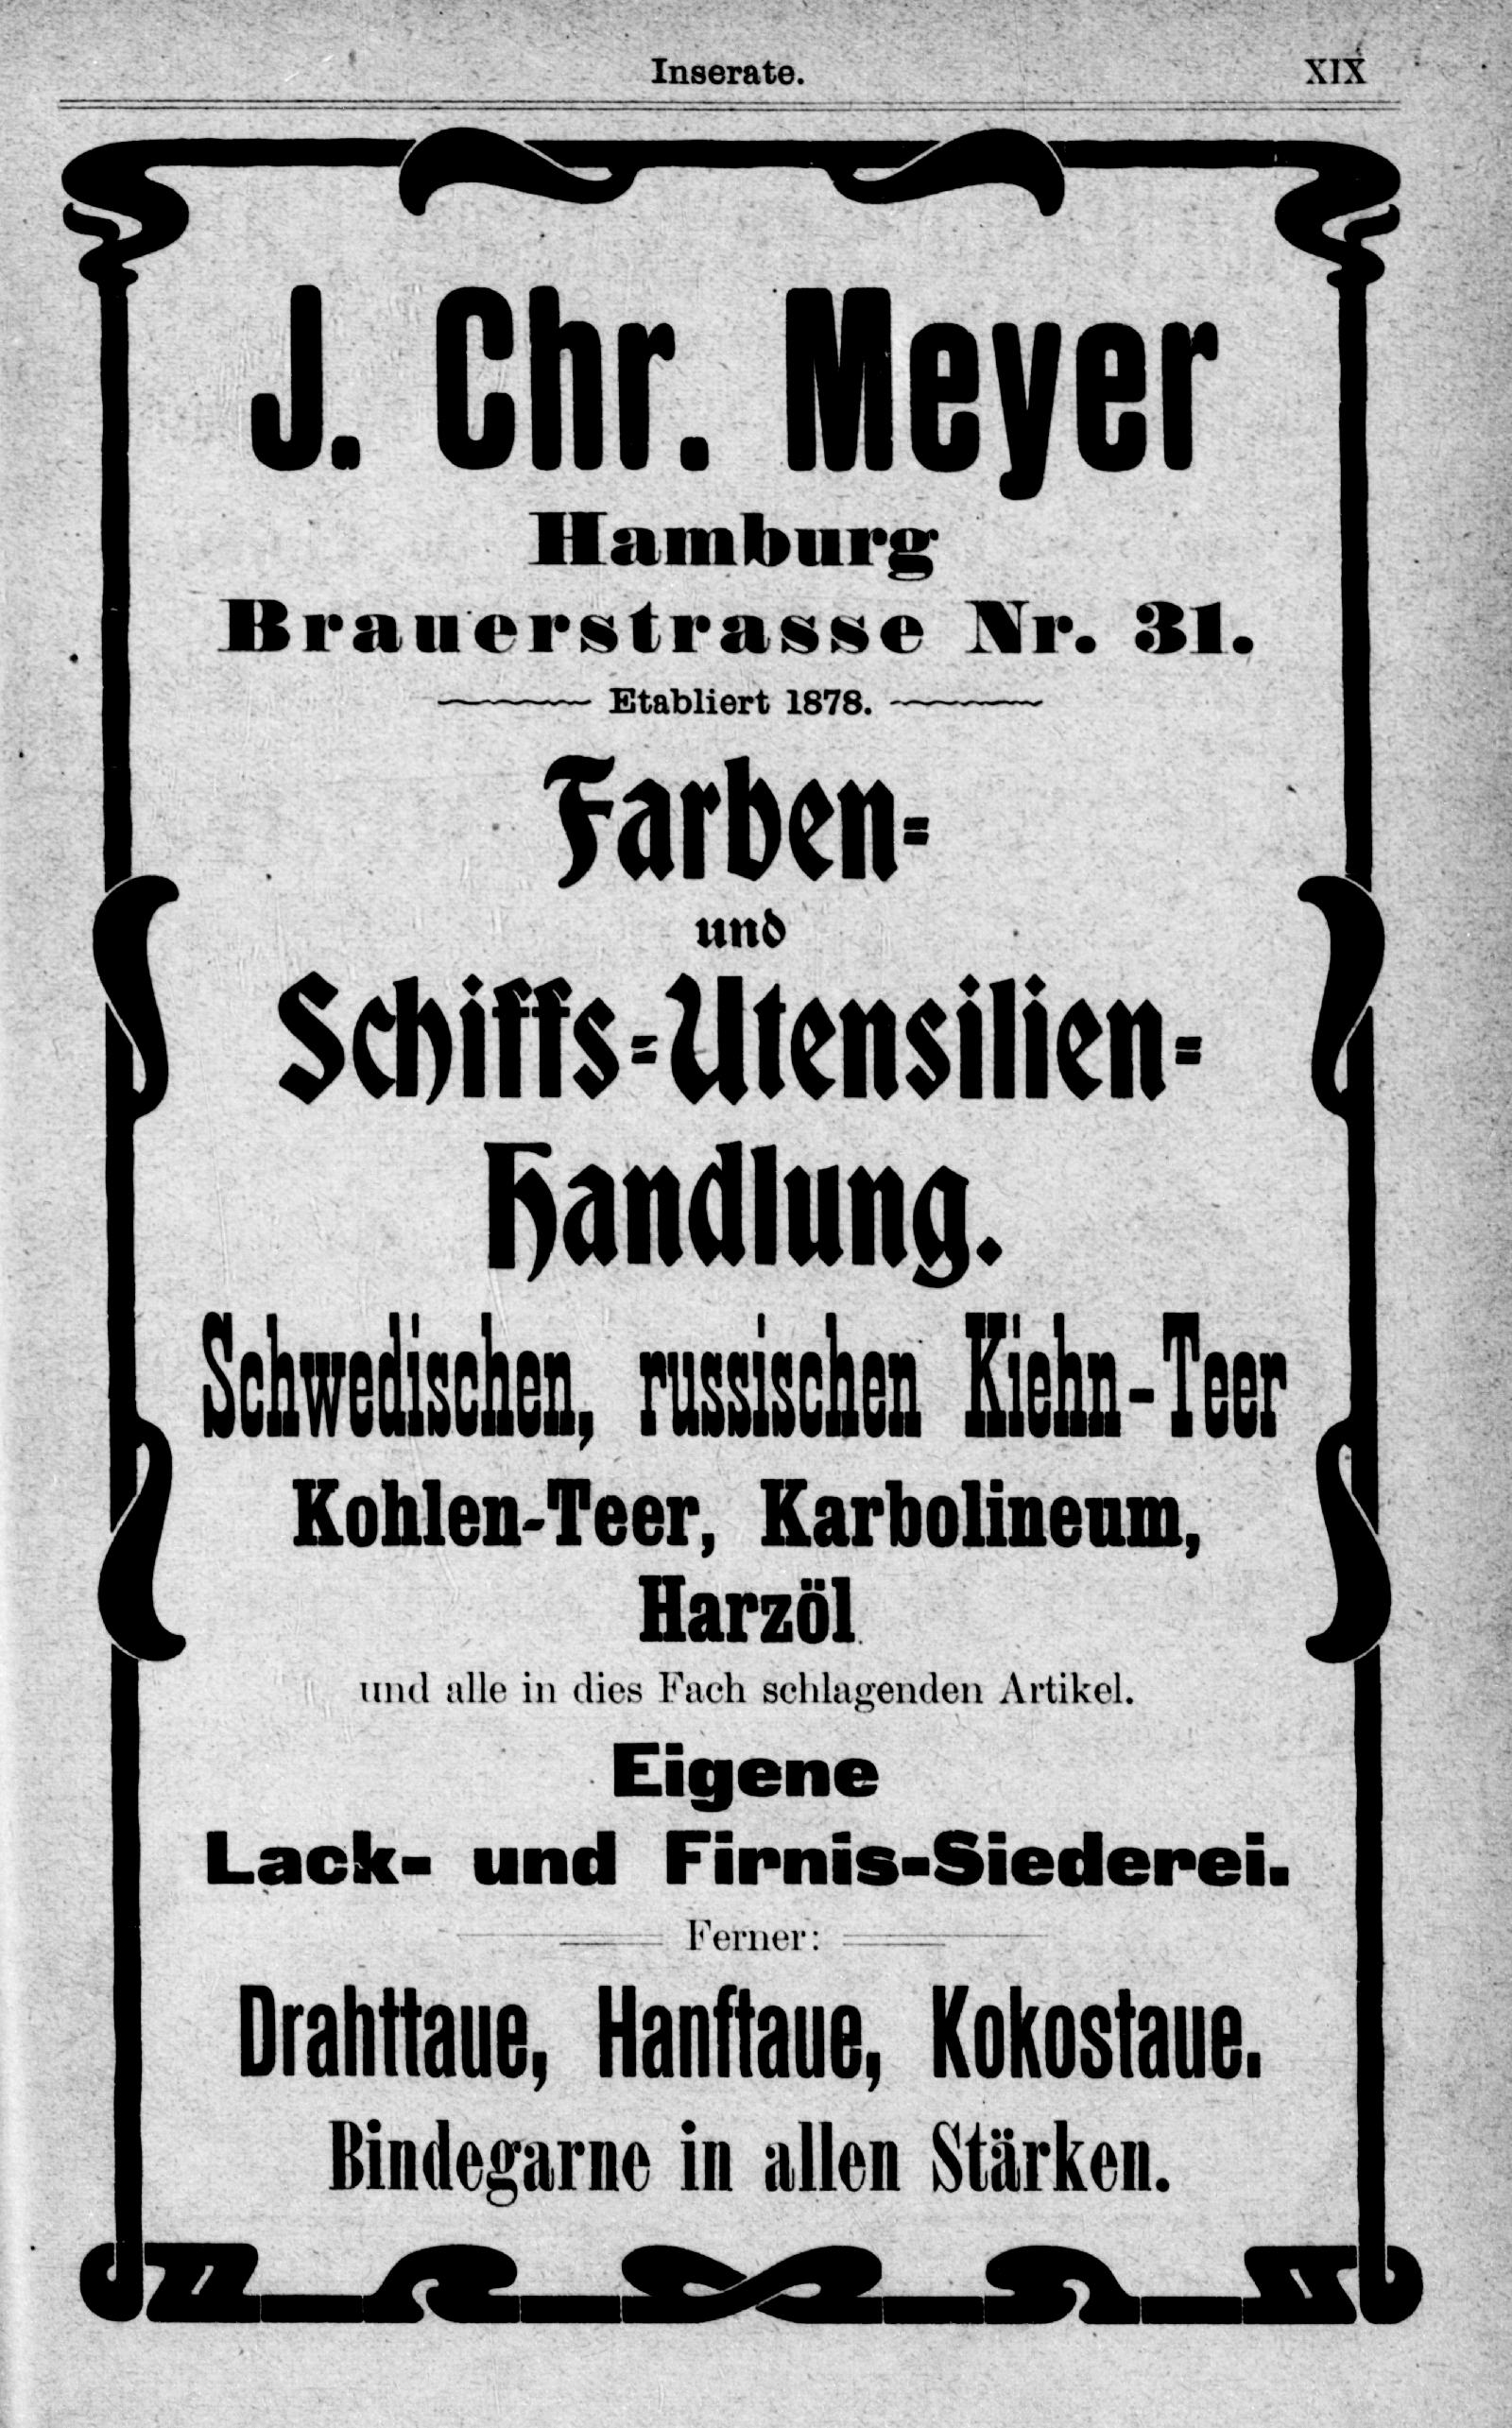 Inserate.
XIX
J. Chr. Meyer
Hamburg
Brauerstrasse Nr. 31.
Etabliert 1878.
Farben-
und
Schiffs-Utensilien-
Handlung.
Schwedischen, russischen Kiehn-Teer
Kohlen-Teer, Karbolineum,
Harzöl
und alle in dies Fach schlagenden Artikel.
Eigene
Lack- und Firnis-Siederei.
Ferner:
Drahttaue, Hanftaue, Kokostaue.
Bindegarne in allen Stärken.